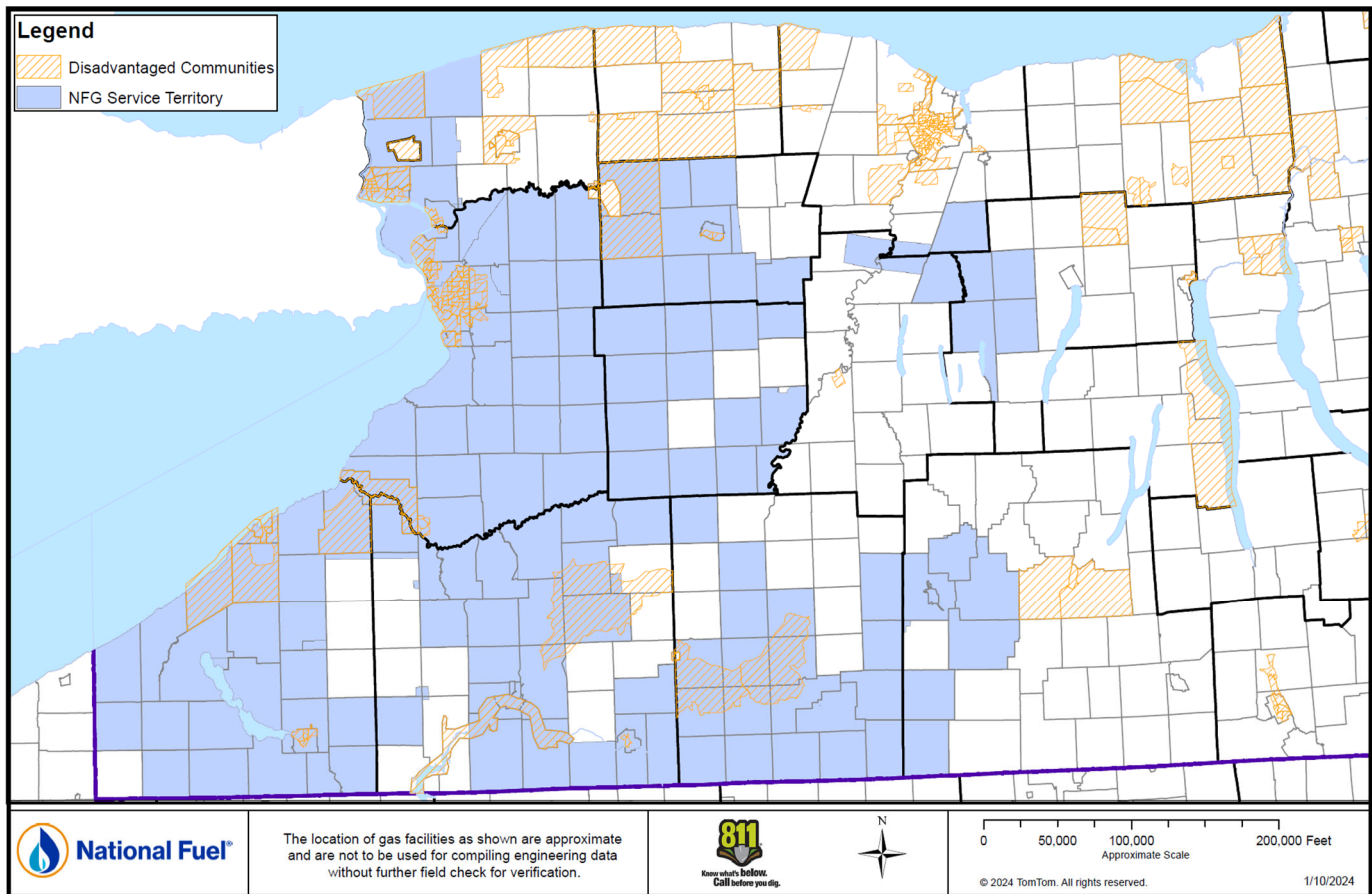 Legend
Disadvantaged Communities
NFG Service Territory
National Fuel®
The location of gas facilities as shown are approximate
and are not to be used for compiling engineering data
without further field check for verification.
811
Know what's below.
Call before you dig.
N
0 50,000 100,000 200,000 Feet
Approximate Scale
© 2024 TomTom. All rights reserved.
1/10/2024